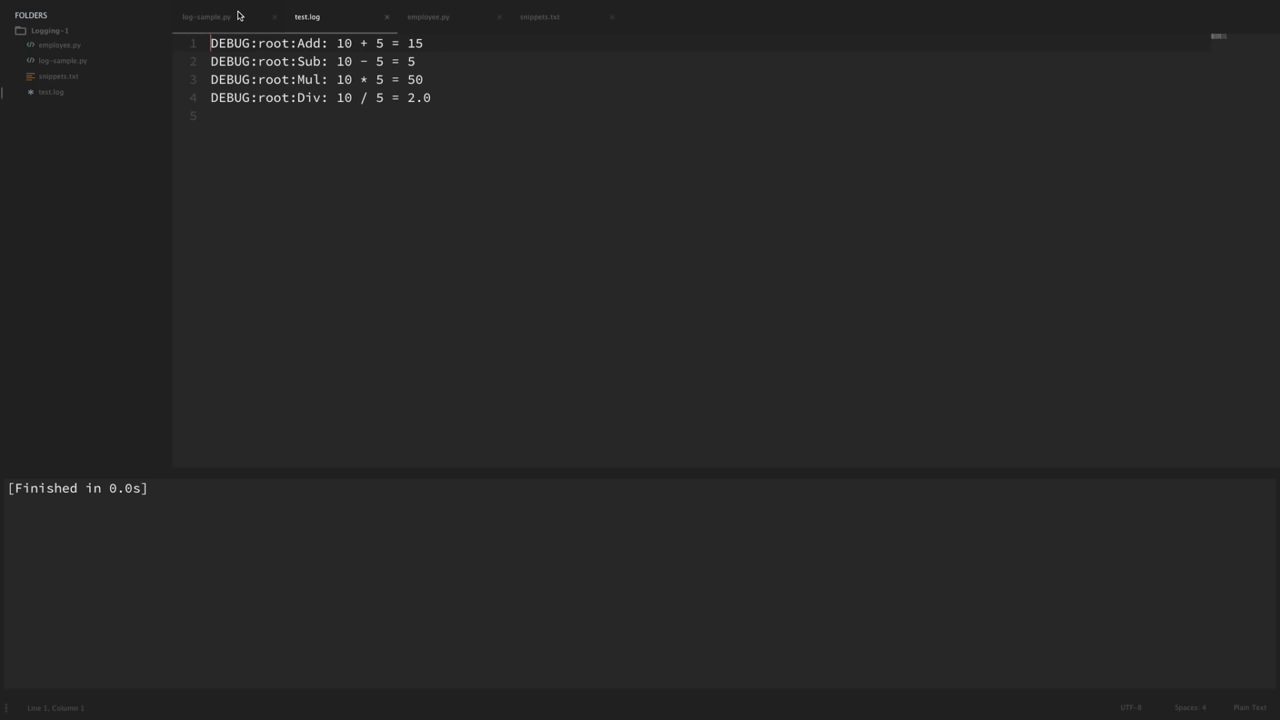 FOLDERS
Logging-1
employee.py
log-sample.py
snippets.txt
test.log
log-sample.py × test.log × employee.py × snippets.txt ×
1 DEBUG:root:Add: 10 + 5 = 15
2 DEBUG:root:Sub: 10 - 5 = 5
3 DEBUG:root:Mul: 10 * 5 = 50
4 DEBUG:root:Div: 10 / 5 = 2.0
5
[Finished in 0.0s]
Line 1, Column 1 UTF-8 Spaces: 4 Plain Text